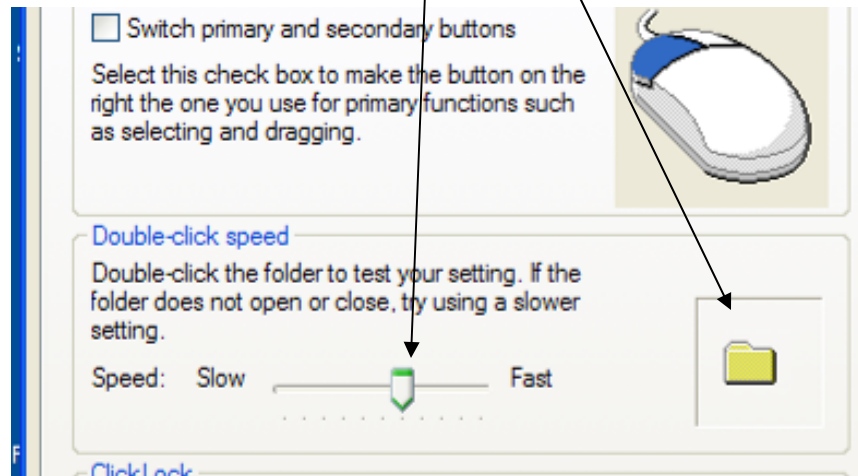 Switch primary and secondary buttons
Select this check box to make the button on the
right the one you use for primary functions such
as selecting and dragging.
Double-click speed
Double-click the folder to test your setting. If the
folder does not open or close, try using a slower
setting.
Speed: Slow Fast
F
ClickLock